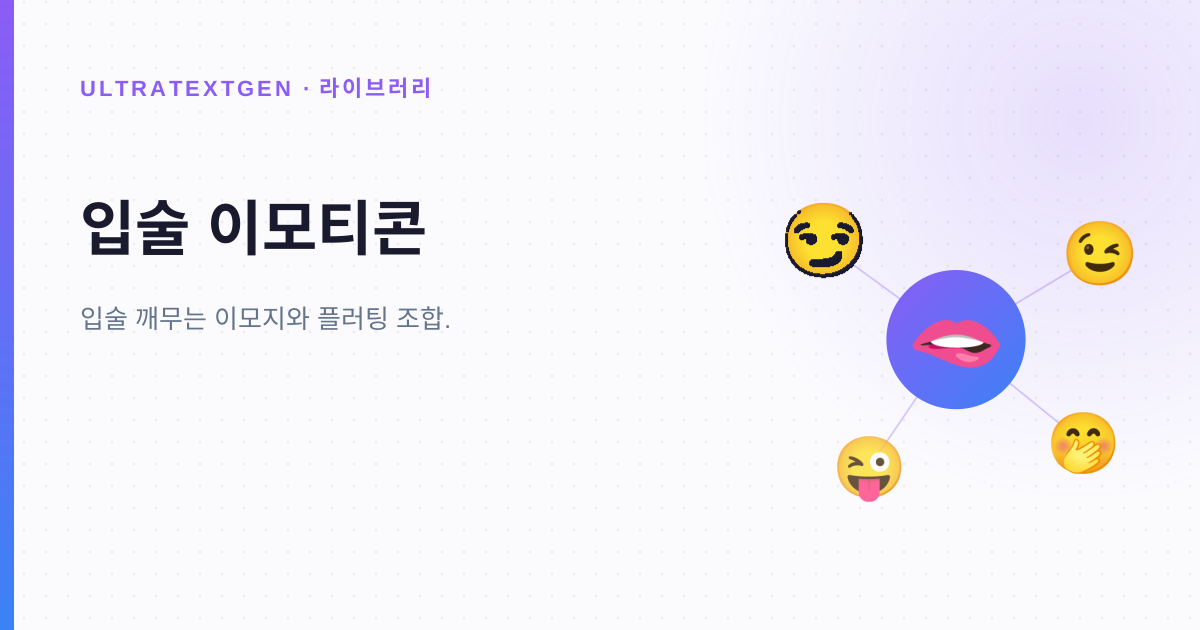 ULTRATEXTGEN · 라이브러리
입술 이모티콘
입술 깨무는 이모지와 플러팅 조합.